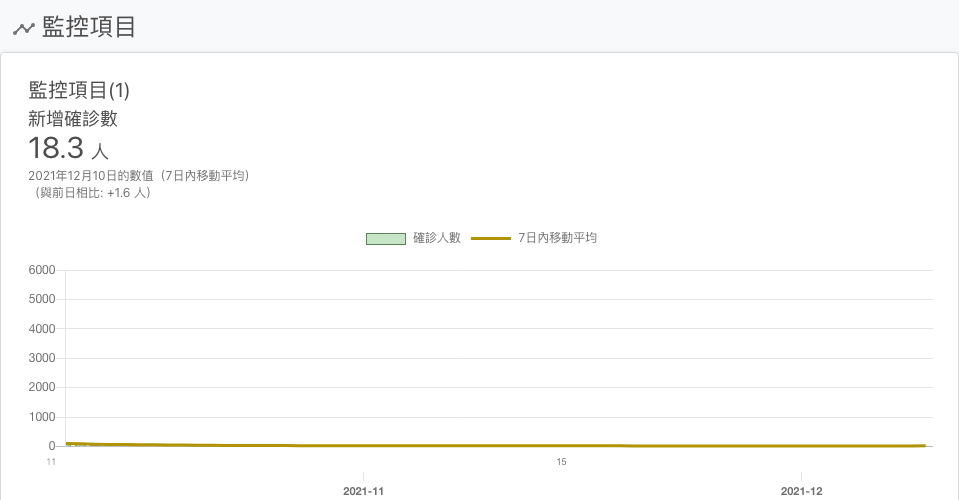 監控項目
監控項目(1)
新增確診數
18.3 人
2021年12月10日的數值（7日內移動平均）
（與前日相比: +1.6 人）
確診人數 7日內移動平均
6000
5000
4000
3000
2000
1000
0
11 15
2021-11 2021-12